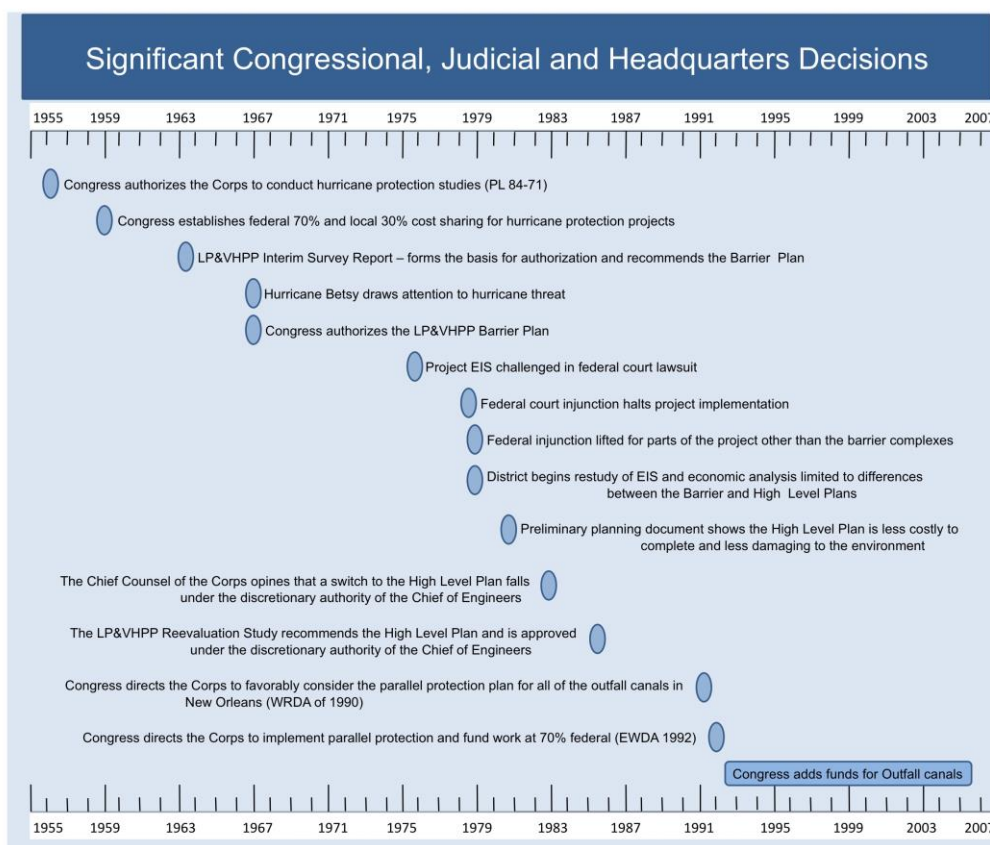 Significant Congressional, Judicial and Headquarters Decisions
1955 1959 1963 1967 1971 1975 1979 1983 1987 1991 1995 1999 2003 2007
Congress authorizes the Corps to conduct hurricane protection studies (PL 84-71)
Congress establishes federal 70% and local 30% cost sharing for hurricane protection projects
LP&VHPP Interim Survey Report – forms the basis for authorization and recommends the Barrier Plan
Hurricane Betsy draws attention to hurricane threat
Congress authorizes the LP&VHPP Barrier Plan
Project EIS challenged in federal court lawsuit
Federal court injunction halts project implementation
Federal injunction lifted for parts of the project other than the barrier complexes
District begins restudy of EIS and economic analysis limited to differences
between the Barrier and High Level Plans
Preliminary planning document shows the High Level Plan is less costly to
complete and less damaging to the environment
The Chief Counsel of the Corps opines that a switch to the High Level Plan falls
under the discretionary authority of the Chief of Engineers
The LP&VHPP Reevaluation Study recommends the High Level Plan and is approved
under the discretionary authority of the Chief of Engineers
Congress directs the Corps to favorably consider the parallel protection plan for all of the outfall canals in
New Orleans (WRDA of 1990)
Congress directs the Corps to implement parallel protection and fund work at 70% federal (EWDA 1992)
Congress adds funds for Outfall canals
1955 1959 1963 1967 1971 1975 1979 1983 1987 1991 1995 1999 2003 2007